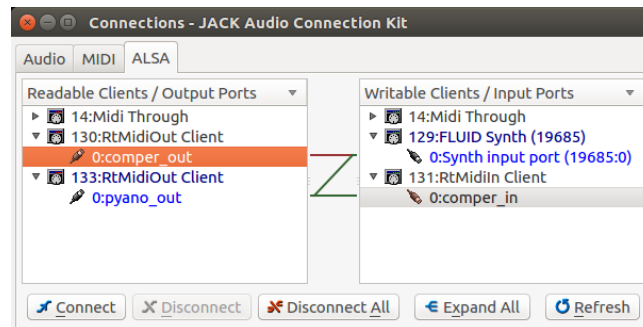 Connections - JACK Audio Connection Kit
Audio MIDI ALSA
Readable Clients / Output Ports
14:Midi Through
130:RtMidiOut Client
0:comper_out
133:RtMidiOut Client
0:pyano_out
Writable Clients / Input Ports
14:Midi Through
129:FLUID Synth (19685)
0:Synth input port (19685:0)
131:RtMidiIn Client
0:comper_in
Connect Disconnect Disconnect All Expand All Refresh